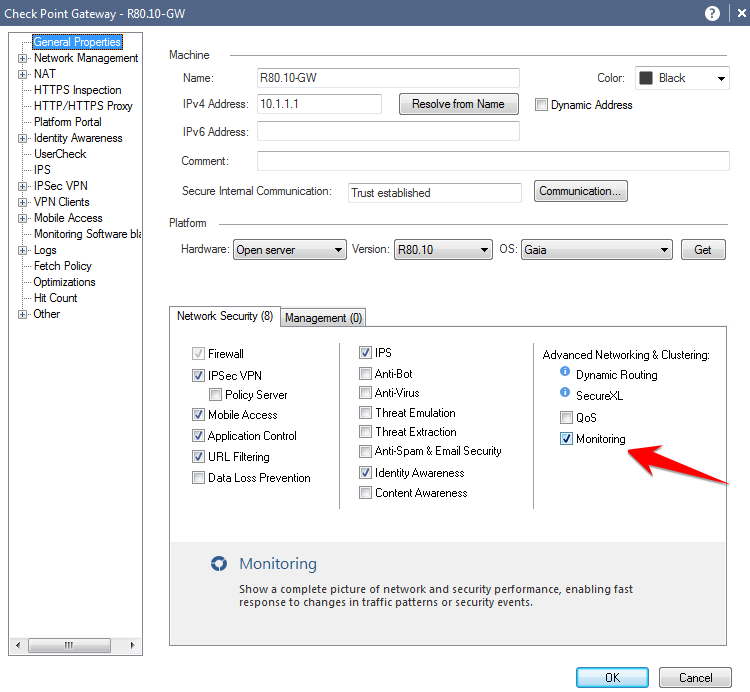 Check Point Gateway - R80.10-GW
General Properties
Network Management
NAT
HTTPS Inspection
HTTP/HTTPS Proxy
Platform Portal
Identity Awareness
UserCheck
IPS
IPSec VPN
VPN Clients
Mobile Access
Monitoring Software bla
Logs
Fetch Policy
Optimizations
Hit Count
Other
Machine
Name: R80.10-GW Color: Black
IPv4 Address: 10.1.1.1 Resolve from Name Dynamic Address
IPv6 Address:
Comment:
Secure Internal Communication: Trust established Communication...
Platform
Hardware: Open server Version: R80.10 OS: Gaia Get
Network Security (8) Management (0)
Firewall
IPSec VPN
Policy Server
Mobile Access
Application Control
URL Filtering
Data Loss Prevention
IPS
Anti-Bot
Anti-Virus
Threat Emulation
Threat Extraction
Anti-Spam & Email Security
Identity Awareness
Content Awareness
Advanced Networking & Clustering:
Dynamic Routing
SecureXL
QoS
Monitoring
Monitoring
Show a complete picture of network and security performance, enabling fast
response to changes in traffic patterns or security events.
OK Cancel